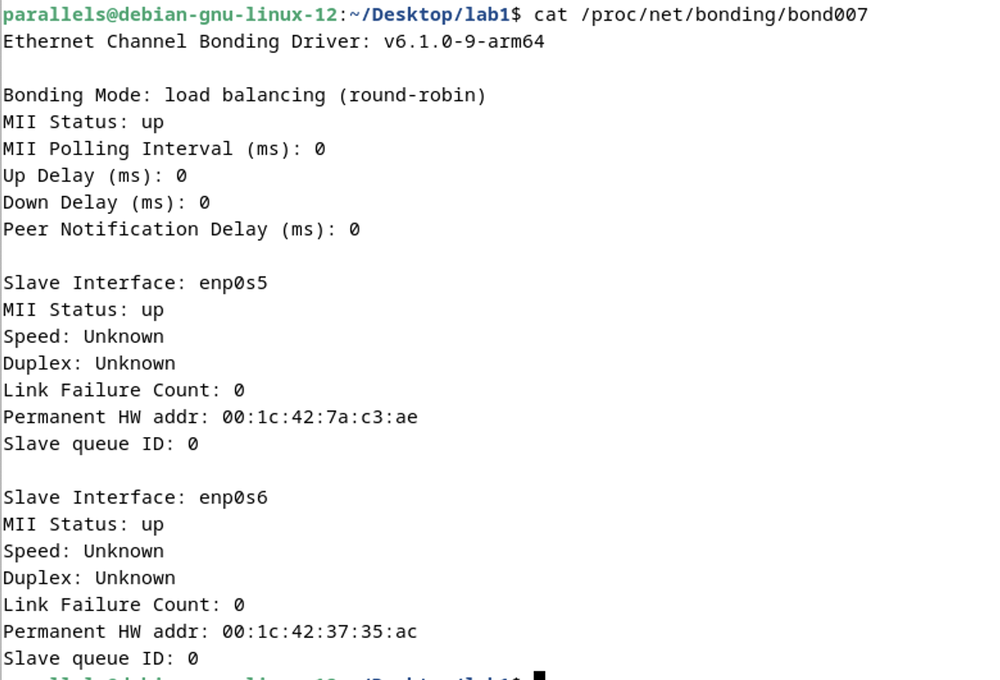 parallels@debian-gnu-linux-12:~/Desktop/lab1$ cat /proc/net/bonding/bond007
Ethernet Channel Bonding Driver: v6.1.0-9-arm64
Bonding Mode: load balancing (round-robin)
MII Status: up
MII Polling Interval (ms): 0
Up Delay (ms): 0
Down Delay (ms): 0
Peer Notification Delay (ms): 0
Slave Interface: enp0s5
MII Status: up
Speed: Unknown
Duplex: Unknown
Link Failure Count: 0
Permanent HW addr: 00:1c:42:7a:c3:ae
Slave queue ID: 0
Slave Interface: enp0s6
MII Status: up
Speed: Unknown
Duplex: Unknown
Link Failure Count: 0
Permanent HW addr: 00:1c:42:37:35:ac
Slave queue ID: 0